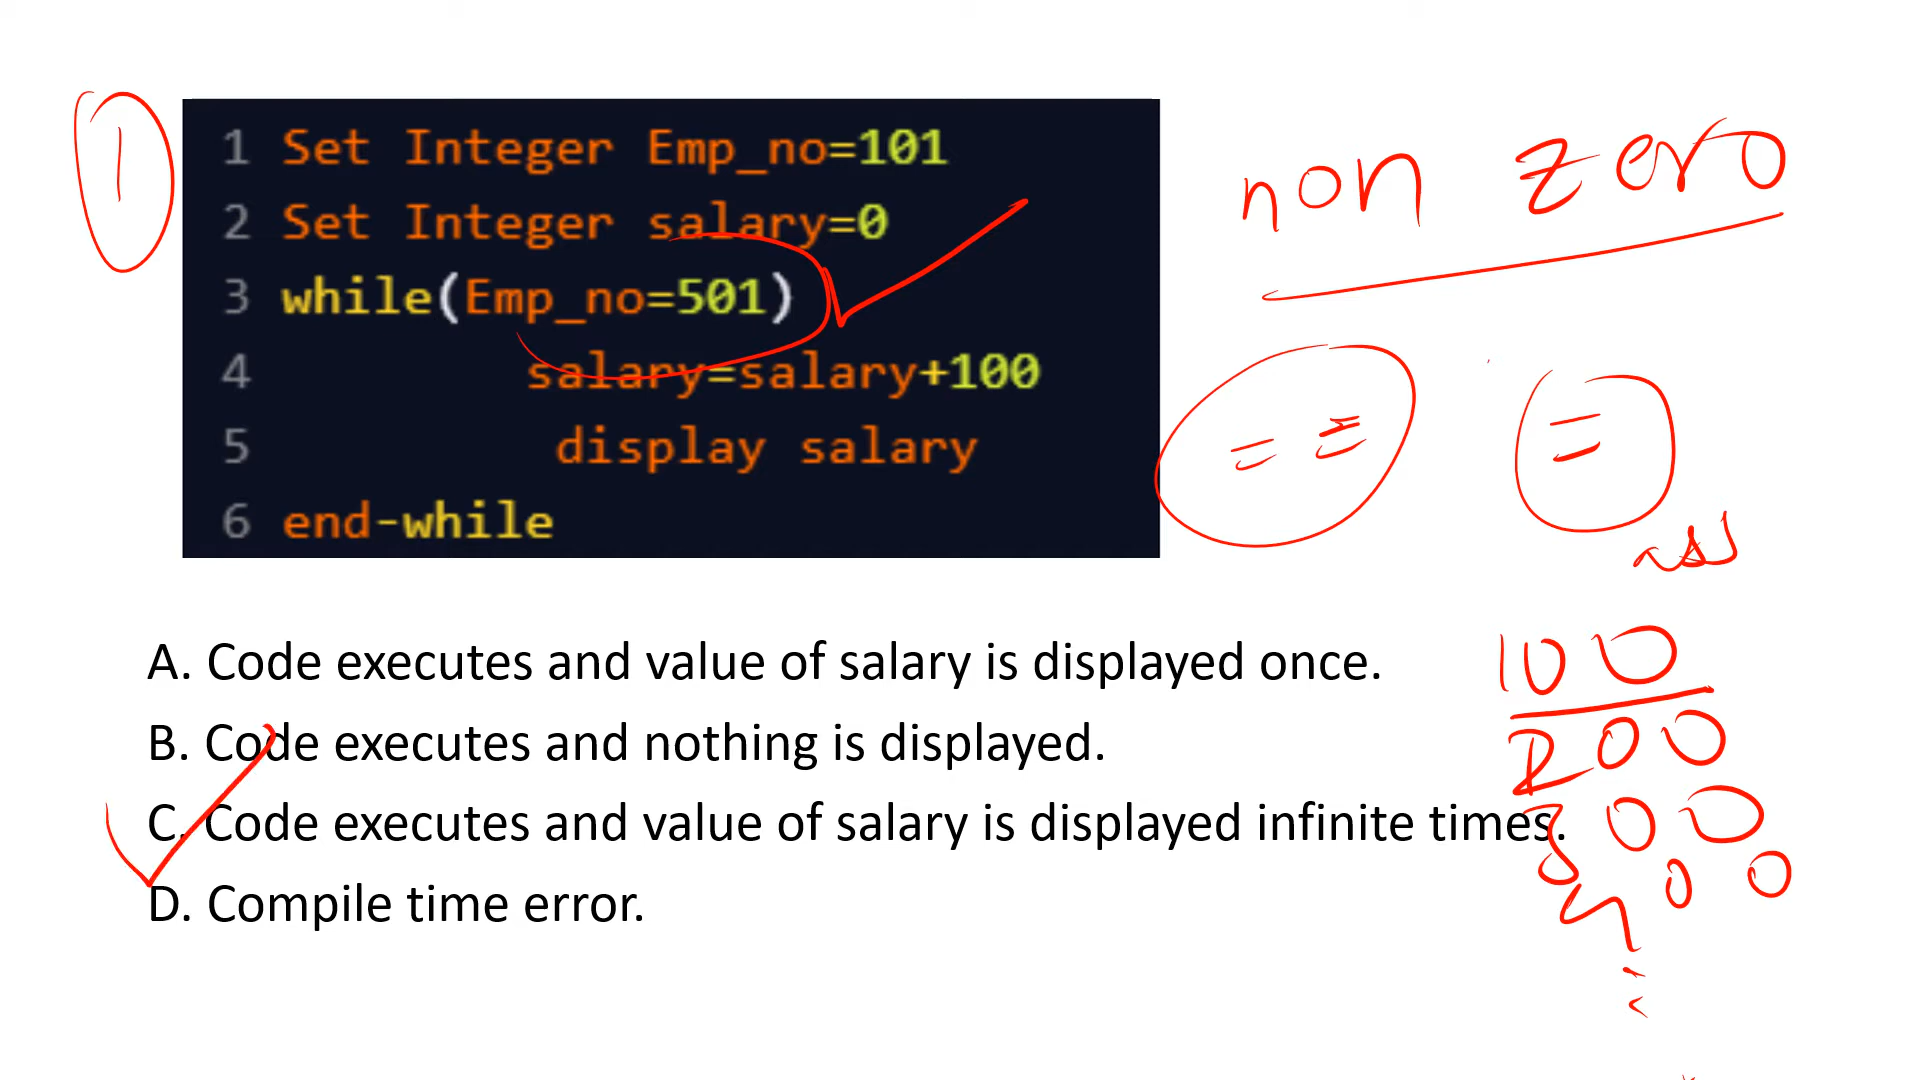 1
1 Set Integer Emp_no=101
2 Set Integer salary=0
3 while(Emp_no=501)
4 salary=salary+100
5 display salary
6 end-while
non zero
== =
ass
A. Code executes and value of salary is displayed once.
B. Code executes and nothing is displayed.
C. Code executes and value of salary is displayed infinite times.
D. Compile time error.
100
200
300
400